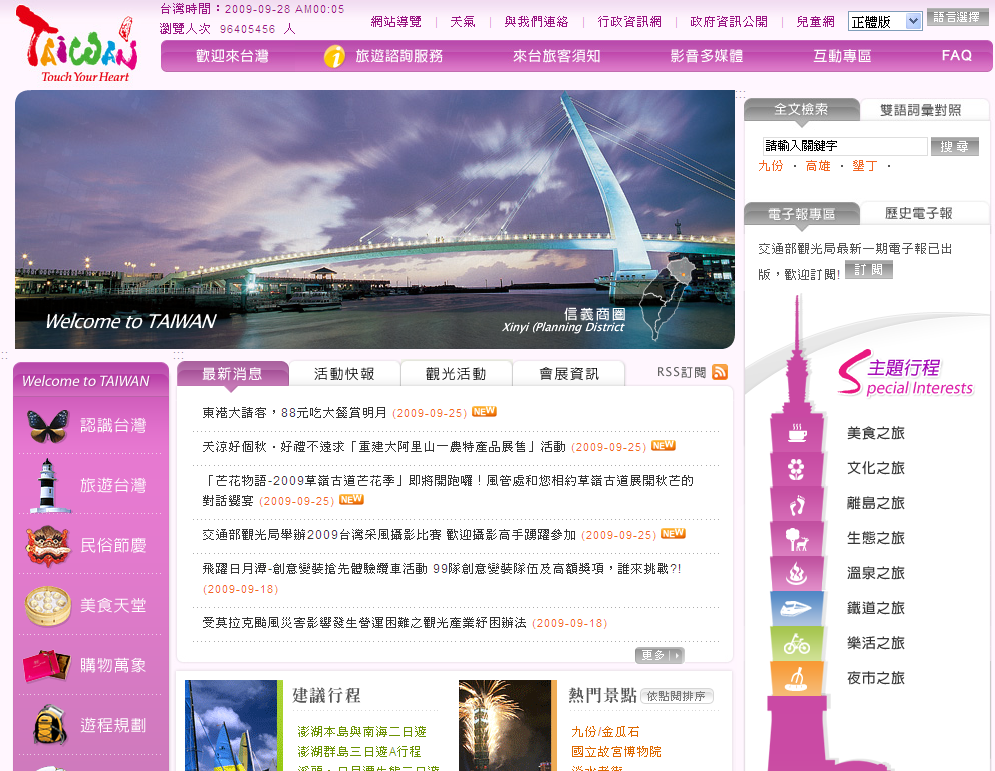 台灣時間：2009-09-28 AM00:05
瀏覽人次 96405456 人
網站導覽 | 天氣 | 與我們連絡 | 行政資訊網 | 政府資訊公開 | 兒童網
正體版
語言選擇
TAIWAN
Touch Your Heart
歡迎來台灣
旅遊諮詢服務
來台旅客須知
影音多媒體
互動專區
FAQ
Welcome to TAIWAN
信義商圈
Xinyi (Planning District
:::
全文檢索
雙語詞彙對照
請輸入關鍵字
搜 尋
九份 ‧ 高雄 ‧ 墾丁 ‧
電子報專區
歷史電子報
交通部觀光局最新一期電子報已出
版，歡迎訂閱!
訂 閱
主題行程
Special Interests
美食之旅
文化之旅
離島之旅
生態之旅
溫泉之旅
鐵道之旅
樂活之旅
夜市之旅
::
Welcome to TAIWAN
認識台灣
旅遊台灣
民俗節慶
美食天堂
購物萬象
遊程規劃
:::
最新消息
活動快報
觀光活動
會展資訊
RSS訂閱
東港大請客，88元吃大餐賞明月 (2009-09-25) NEW
天涼好個秋‧好禮不遠求「重建大阿里山─農特產品展售」活動 (2009-09-25) NEW
「芒花物語-2009草嶺古道芒花季」即將開跑囉！風管處和您相約草嶺古道展開秋芒的
對話饗宴 (2009-09-25) NEW
交通部觀光局舉辦2009台灣采風攝影比賽 歡迎攝影高手踴躍參加 (2009-09-25) NEW
飛躍日月潭-創意變裝搶先體驗纜車活動 99隊創意變裝隊伍及高額獎項，誰來挑戰?!
(2009-09-18)
受莫拉克颱風災害影響發生營運困難之觀光產業紓困辦法 (2009-09-18)
更多
建議行程
澎湖本島與南海二日遊
澎湖群島三日遊A行程
熱門景點
依點閱排序
九份/金瓜石
國立故宮博物院
淡水老街